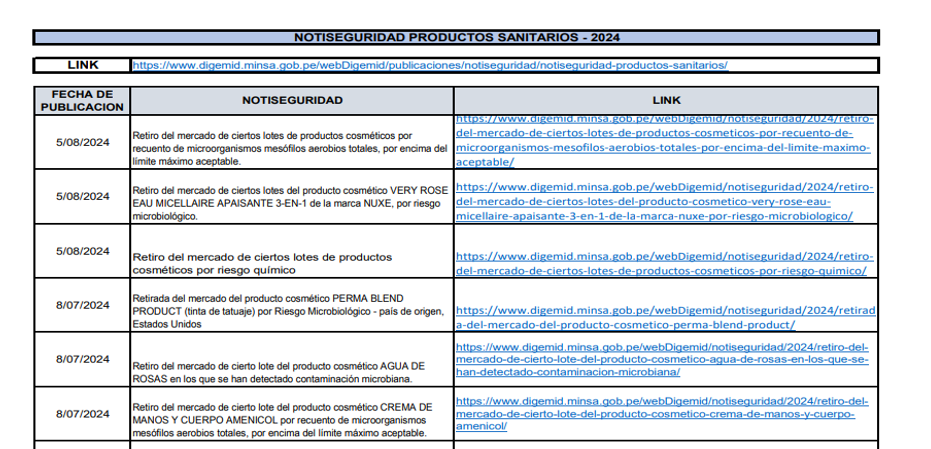 NOTISEGURIDAD PRODUCTOS SANITARIOS - 2024
LINK
https://www.digemid.minsa.gob.pe/webDigemid/publicaciones/notiseguridad/notiseguridad-productos-sanitarios/
FECHA DE
PUBLICACION
NOTISEGURIDAD
LINK
5/08/2024
Retiro del mercado de ciertos lotes de productos cosméticos por
recuento de microorganismos mesófilos aerobios totales, por encima del
límite máximo aceptable.
https://www.digemid.minsa.gob.pe/webDigemid/notiseguridad/2024/retiro-
del-mercado-de-ciertos-lotes-de-productos-cosmeticos-por-recuento-de-
microorganismos-mesofilos-aerobios-totales-por-encima-del-limite-maximo-
aceptable/
5/08/2024
Retiro del mercado de ciertos lotes del producto cosmético VERY ROSE
EAU MICELLAIRE APAISANTE 3-EN-1 de la marca NUXE, por riesgo
microbiológico.
https://www.digemid.minsa.gob.pe/webDigemid/notiseguridad/2024/retiro-
del-mercado-de-ciertos-lotes-del-producto-cosmetico-very-rose-eau-
micellaire-apaisante-3-en-1-de-la-marca-nuxe-por-riesgo-microbiologico/
5/08/2024
Retiro del mercado de ciertos lotes de productos
cosméticos por riesgo químico
https://www.digemid.minsa.gob.pe/webDigemid/notiseguridad/2024/retiro-
del-mercado-de-ciertos-lotes-de-productos-cosmeticos-por-riesgo-quimico/
8/07/2024
Retirada del mercado del producto cosmético PERMA BLEND
PRODUCT (tinta de tatuaje) por Riesgo Microbiológico - país de origen,
Estados Unidos
https://www.digemid.minsa.gob.pe/webDigemid/notiseguridad/2024/retirad
a-del-mercado-del-producto-cosmetico-perma-blend-product/
8/07/2024
Retiro del mercado de cierto lote del producto cosmético AGUA DE
ROSAS en los que se han detectado contaminación microbiana.
https://www.digemid.minsa.gob.pe/webDigemid/notiseguridad/2024/retiro-del-
mercado-de-cierto-lote-del-producto-cosmetico-agua-de-rosas-en-los-que-se-
han-detectado-contaminacion-microbiana/
8/07/2024
Retiro del mercado de cierto lote del producto cosmético CREMA DE
MANOS Y CUERPO AMENICOL por recuento de microorganismos
mesófilos aerobios totales, por encima del límite máximo aceptable.
https://www.digemid.minsa.gob.pe/webDigemid/notiseguridad/2024/retiro-del-
mercado-de-cierto-lote-del-producto-cosmetico-crema-de-manos-y-cuerpo-
amenicol/